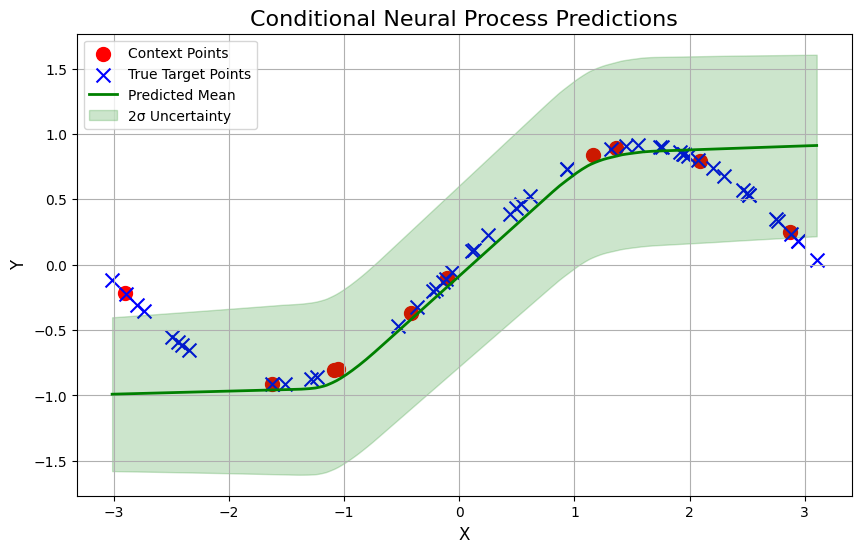 Conditional Neural Process Predictions
Context Points
True Target Points
Predicted Mean
2σ Uncertainty
1.5
1.0
0.5
0.0
−0.5
−1.0
−1.5
Y
−3
−2
−1
0
1
2
3
X